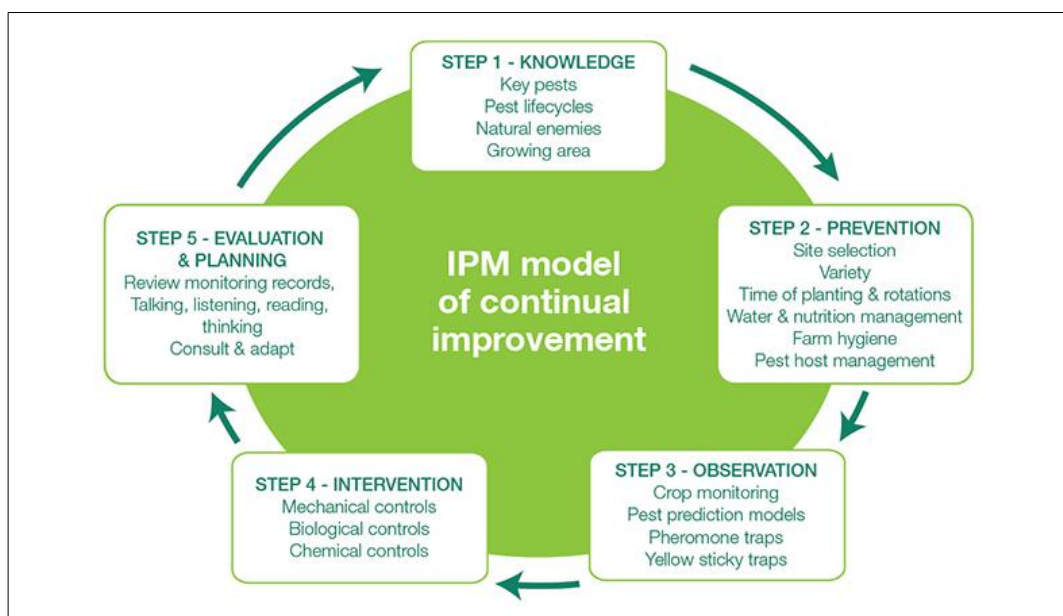 STEP 1 - KNOWLEDGE
Key pests
Pest lifecycles
Natural enemies
Growing area
STEP 2 - PREVENTION
Site selection
Variety
Time of planting & rotations
Water & nutrition management
Farm hygiene
Pest host management
STEP 3 - OBSERVATION
Crop monitoring
Pest prediction models
Pheromone traps
Yellow sticky traps
STEP 4 - INTERVENTION
Mechanical controls
Biological controls
Chemical controls
STEP 5 - EVALUATION
& PLANNING
Review monitoring records,
Talking, listening, reading,
thinking
Consult & adapt
IPM model
of continual
improvement